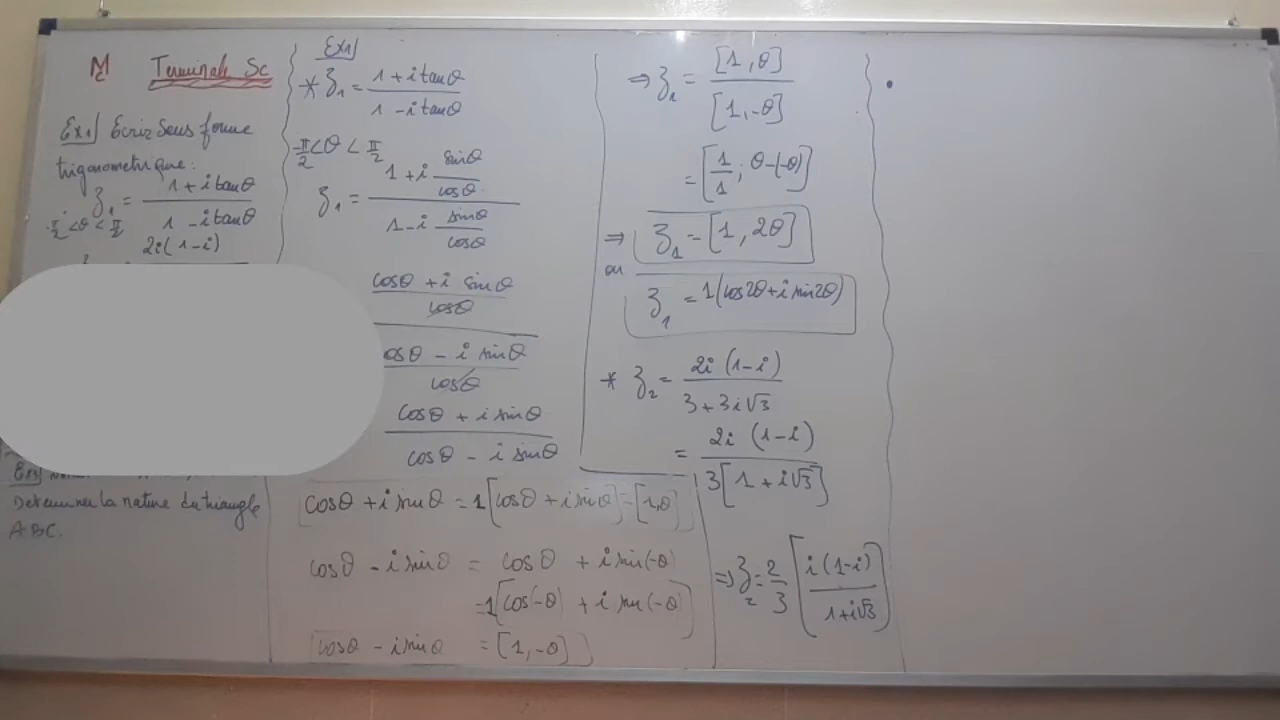 Mc Terminale Sc
Ex1/ Ecriz Sous forme
trigonometrique:
z₁ = (1 + i tanθ)/(1 - i tanθ)
-π/2 < θ < π/2
2i(1-i)
Determiner la nature du triangle
ABC.
Ex1/
* z₁ = (1 + i tanθ)/(1 - i tanθ)
-π/2 < θ < π/2
z₁ = (1 + i sinθ/cosθ)/(1 - i sinθ/cosθ)
(cosθ + i sinθ)/cosθ
(cosθ - i sinθ)/cosθ
(cosθ + i sinθ)/(cosθ - i sinθ)
cosθ + i sinθ = 1[cosθ + i sinθ] = [1,θ]
cosθ - i sinθ = cosθ + i sin(-θ)
= 1[cos(-θ) + i sin(-θ)]
cosθ - i sinθ = [1, -θ]
⇒ z₁ = [1, θ]/[1, -θ]
= [1/1 ; θ-(-θ)]
⇒ z₁ = [1, 2θ]
ou
z₁ = 1(cos2θ + i sin2θ)
* z₂ = 2i (1-i)/(3 + 3i√3)
= 2i (1-i)/(3[1 + i√3])
⇒ z₂ = 2/3 [i(1-i)/(1+i√3)]